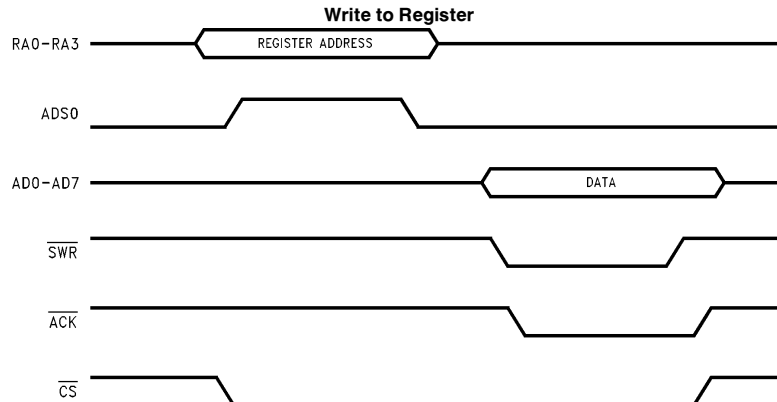 Write to Register
RA0-RA3 REGISTER ADDRESS
ADS0
AD0-AD7 DATA
SWR
ACK
CS